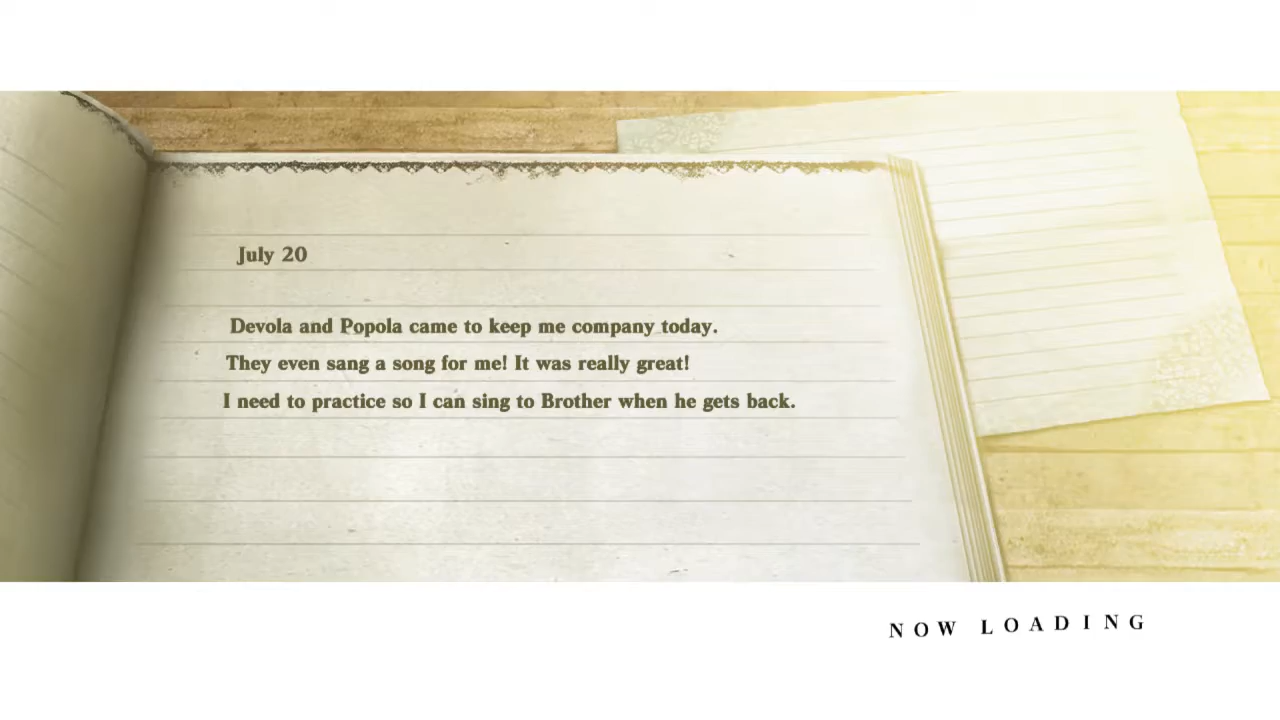 July 20
Devola and Popola came to keep me company today.
They even sang a song for me! It was really great!
I need to practice so I can sing to Brother when he gets back.
NOW LOADING